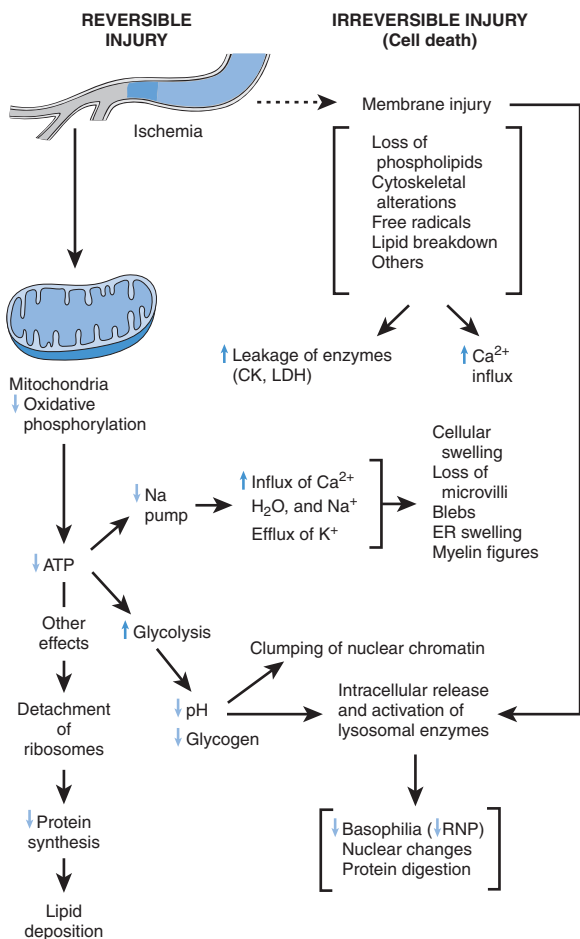 REVERSIBLE
INJURY
IRREVERSIBLE INJURY
(Cell death)
Ischemia
Membrane injury
Loss of
phospholipids
Cytoskeletal
alterations
Free radicals
Lipid breakdown
Others
↑ Leakage of enzymes
(CK, LDH)
↑ Ca²⁺
influx
Mitochondria
↓ Oxidative
phosphorylation
↓ Na
pump
↑ Influx of Ca²⁺
H₂O, and Na⁺
Efflux of K⁺
Cellular
swelling
Loss of
microvilli
Blebs
ER swelling
Myelin figures
↓ ATP
Other
effects
↑ Glycolysis
Clumping of nuclear chromatin
↓ pH
↓ Glycogen
Intracellular release
and activation of
lysosomal enzymes
Detachment
of
ribosomes
↓ Protein
synthesis
Lipid
deposition
↓ Basophilia (↓RNP)
Nuclear changes
Protein digestion